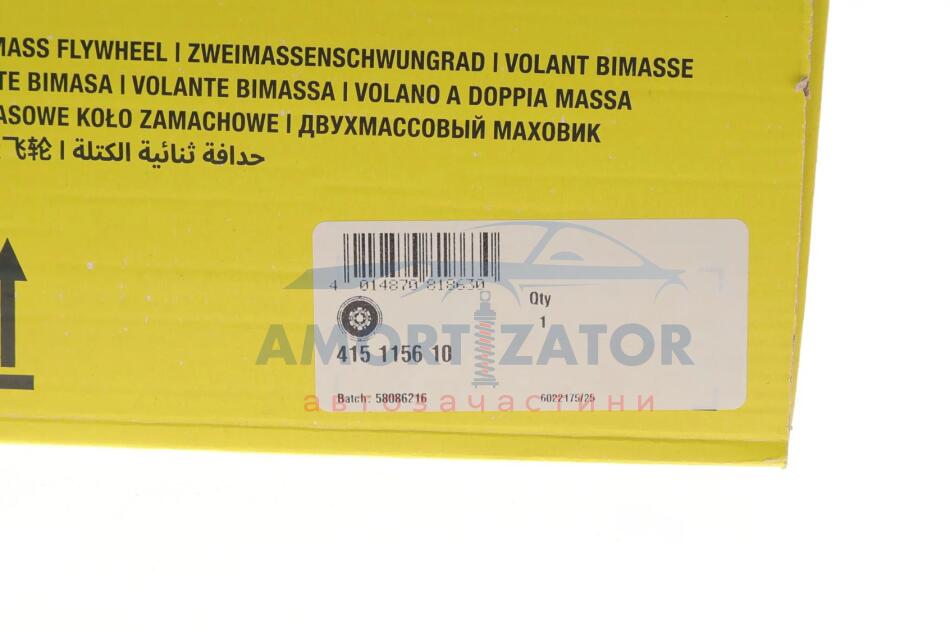 MASS FLYWHEEL | ZWEIMASSENSCHWUNGRAD | VOLANT BIMASSE
TE BIMASA | VOLANTE BIMASSA | VOLANO A DOPPIA MASSA
ASOWE KOŁO ZAMACHOWE | ДВУХМАССОВЫЙ МАХОВИК
飞轮 | حدافة ثنائية الكتلة
4 014870 818630
Qty
1
AMORTIZATOR
415 1156 10
Batch: 58086216
6022175/25
автозачастини